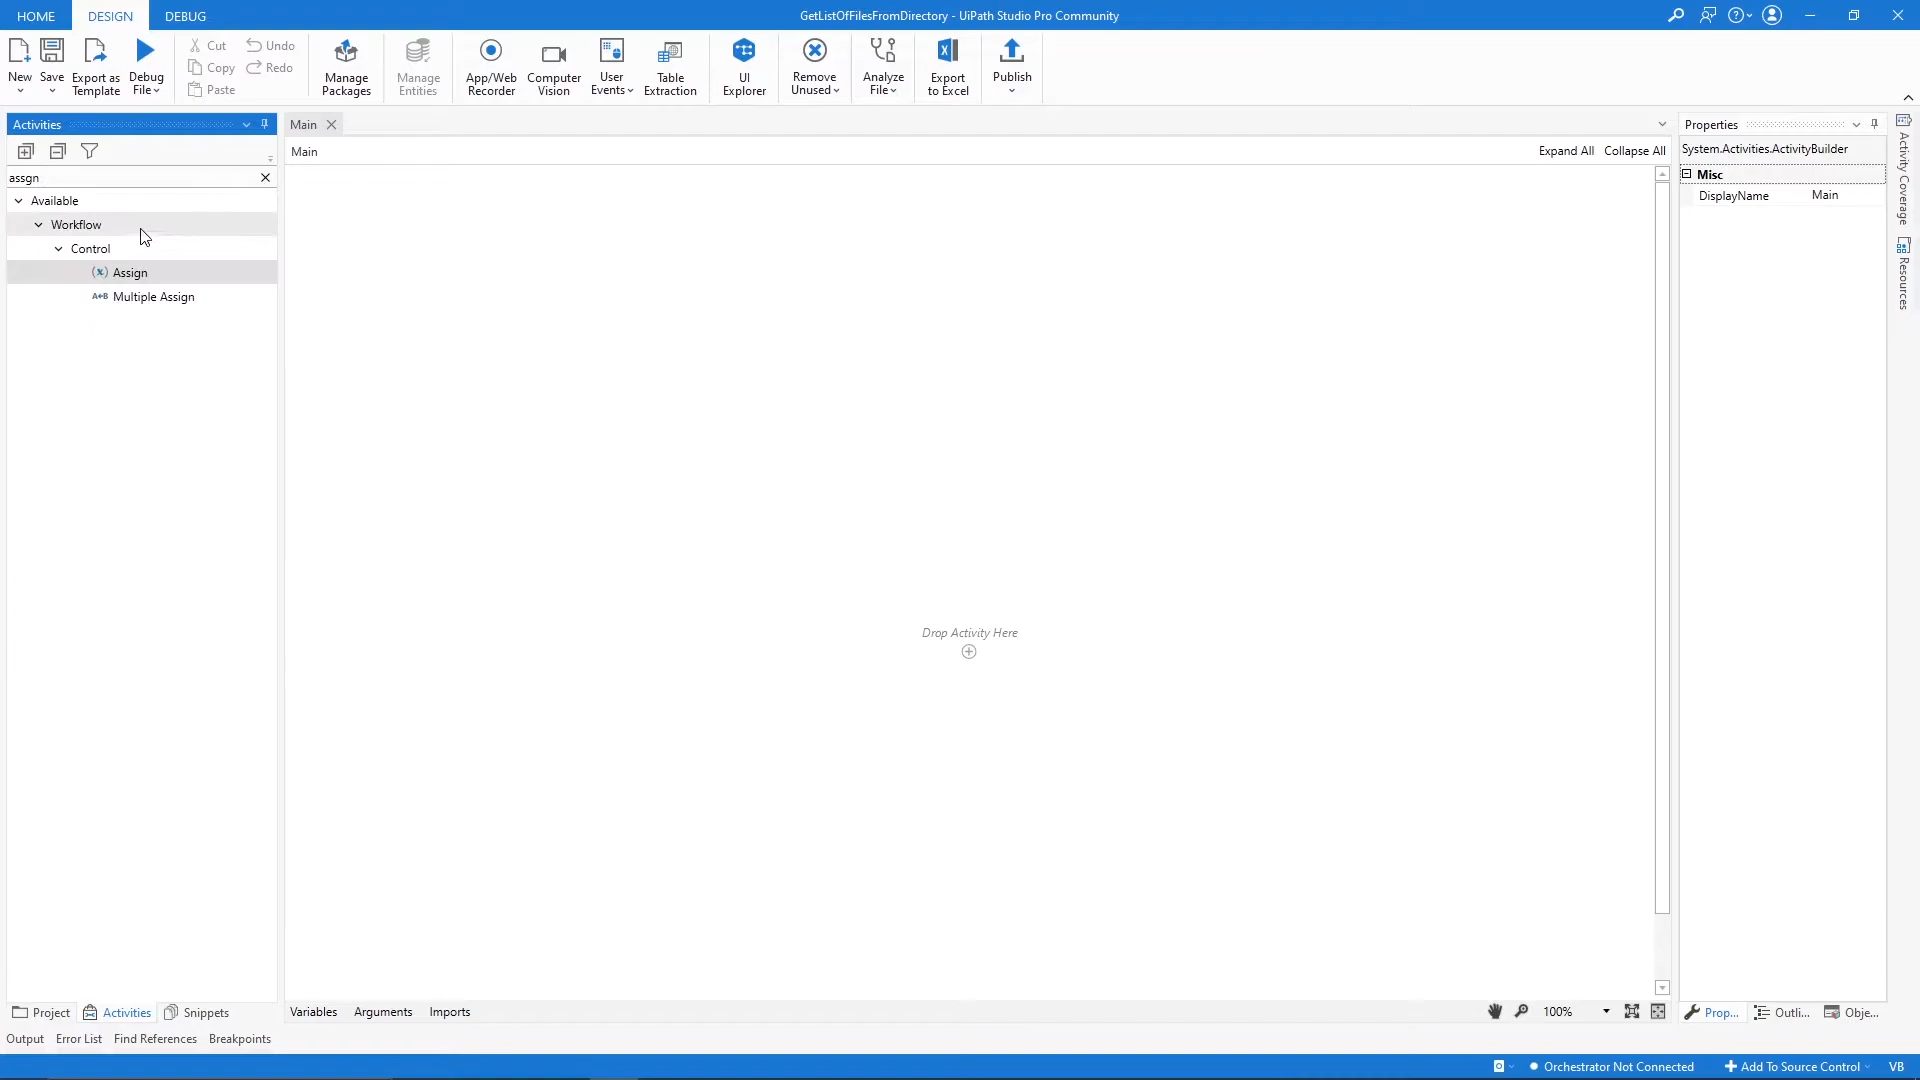 HOME DESIGN DEBUG GetListOfFilesFromDirectory - UiPath Studio Pro Community
New
Save
Export as Template
Debug File
Cut
Copy
Paste
Undo
Redo
Manage Packages
Manage Entities
App/Web Recorder
Computer Vision
User Events
Table Extraction
UI Explorer
Remove Unused
Analyze File
Export to Excel
Publish
Activities
assgn
Available
Workflow
Control
Assign
Multiple Assign
Main
Main Expand All Collapse All
Drop Activity Here
Properties
System.Activities.ActivityBuilder
Misc
DisplayName Main
Activity Coverage
Resources
Project Activities Snippets
Variables Arguments Imports 100%
Prop... Outli... Obje...
Output Error List Find References Breakpoints
Orchestrator Not Connected Add To Source Control VB